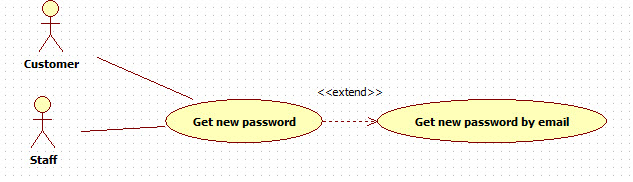 Customer
<<extend>>
Get new password
Get new password by email
Staff